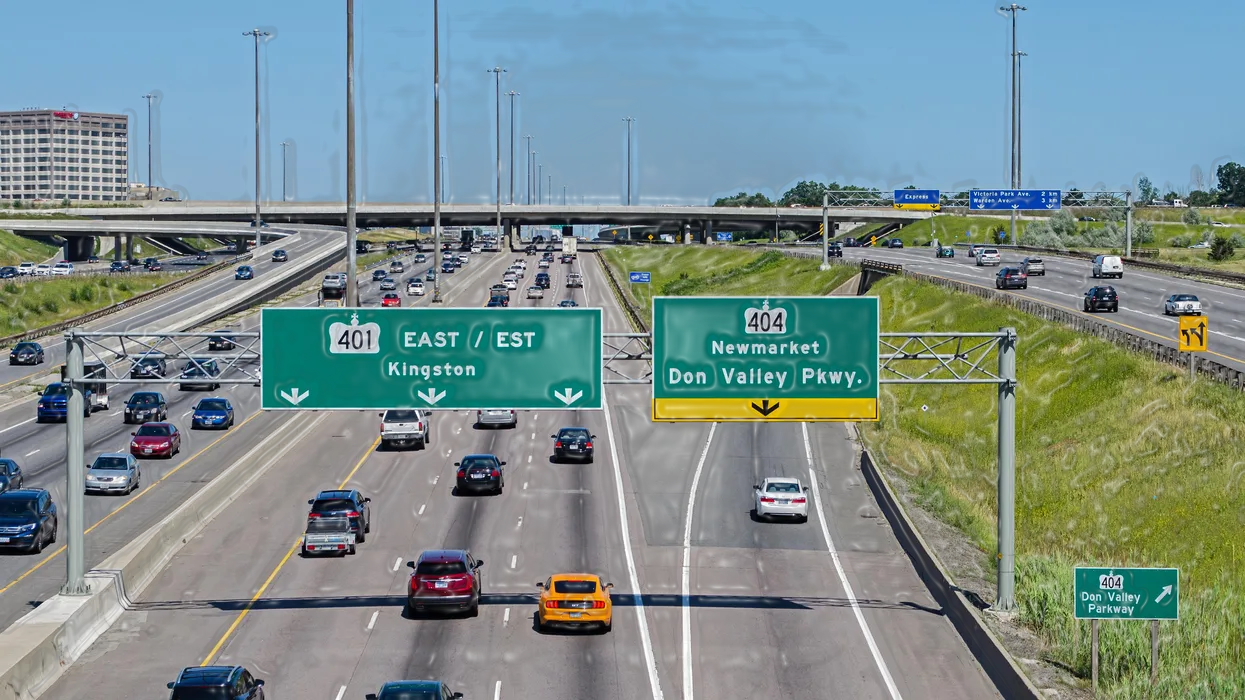 Express
Victoria Park Ave. 2 km
Warden Ave. 3 km
401 EAST / EST
Kingston
404
Newmarket
Don Valley Pkwy.
404
Don Valley
Parkway